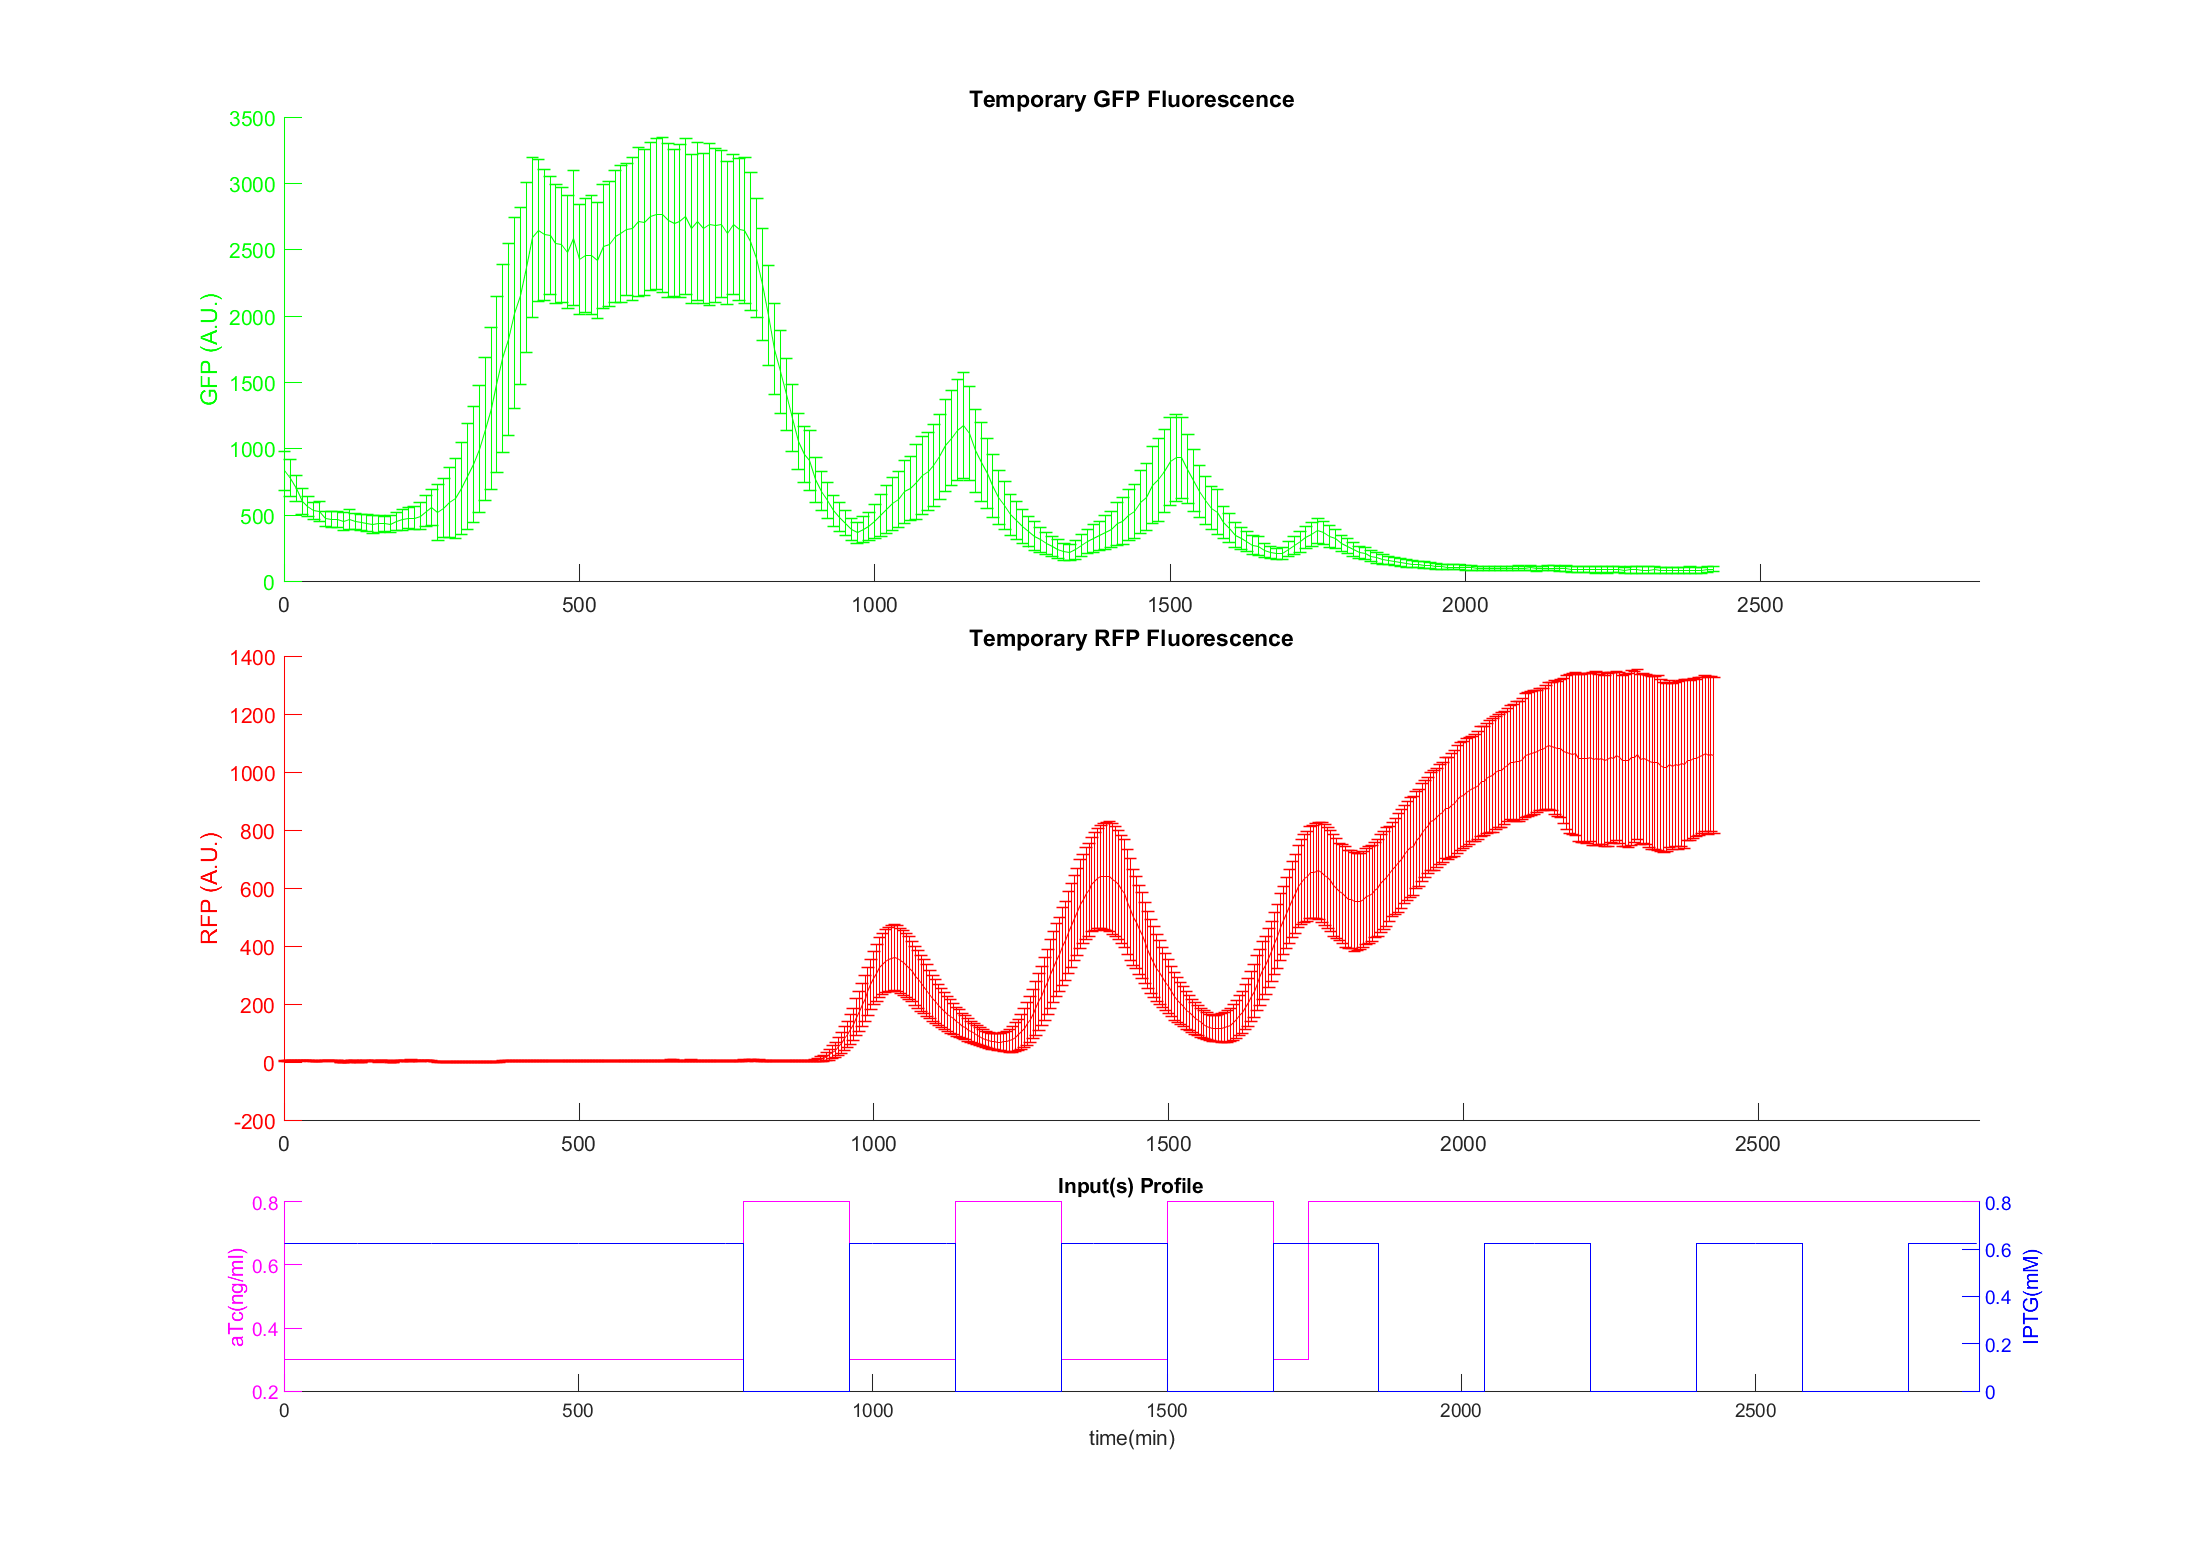 Temporary GFP Fluorescence
GFP (A.U.)
3500
3000
2500
2000
1500
1000
500
0
0 500 1000 1500 2000 2500
Temporary RFP Fluorescence
RFP (A.U.)
1400
1200
1000
800
600
400
200
0
-200
0 500 1000 1500 2000 2500
Input(s) Profile
aTc(ng/ml)
0.8
0.6
0.4
0.2
IPTG(mM)
0.8
0.6
0.4
0.2
0
0 500 1000 1500 2000 2500
time(min)